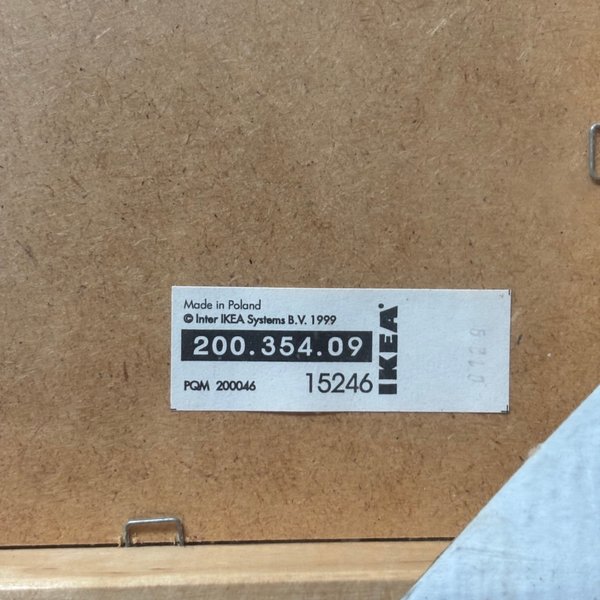 Made in Poland
© Inter IKEA Systems B.V. 1999
200.354.09
PQM 200046
15246
IKEA®